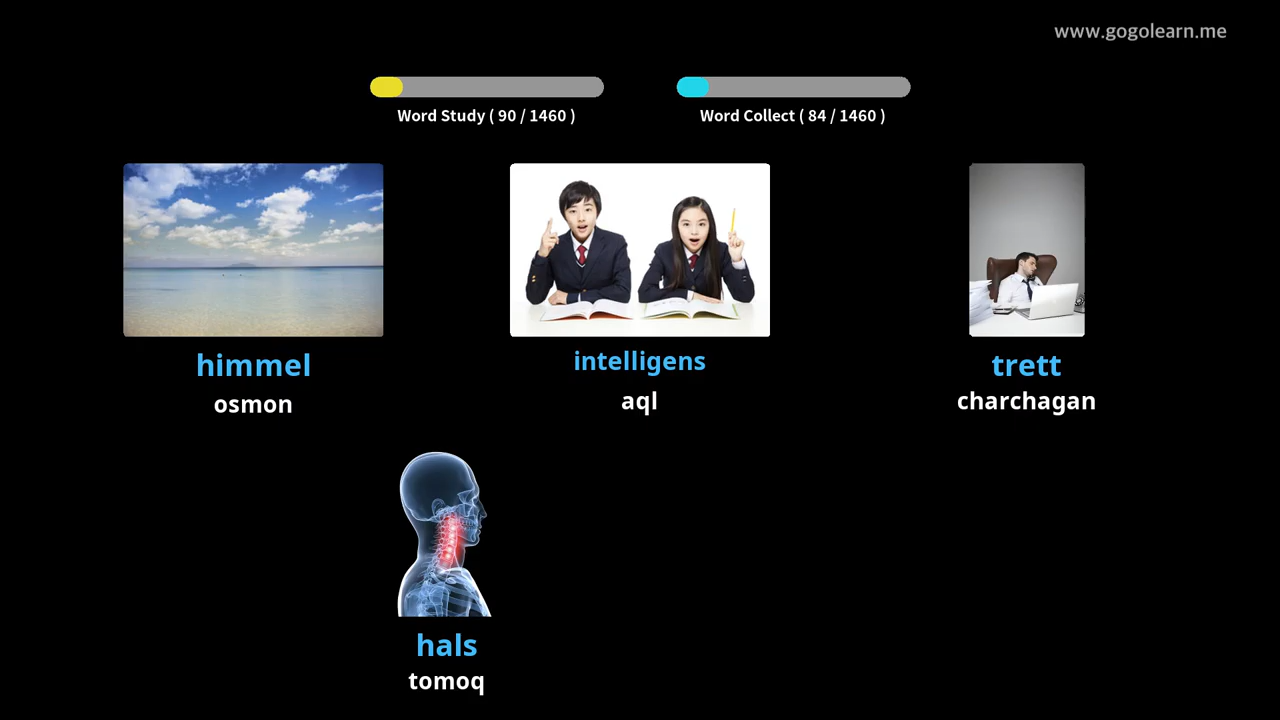 www.gogolearn.me
Word Study ( 90 / 1460 )
Word Collect ( 84 / 1460 )
himmel
osmon
intelligens
aql
trett
charchagan
hals
tomoq